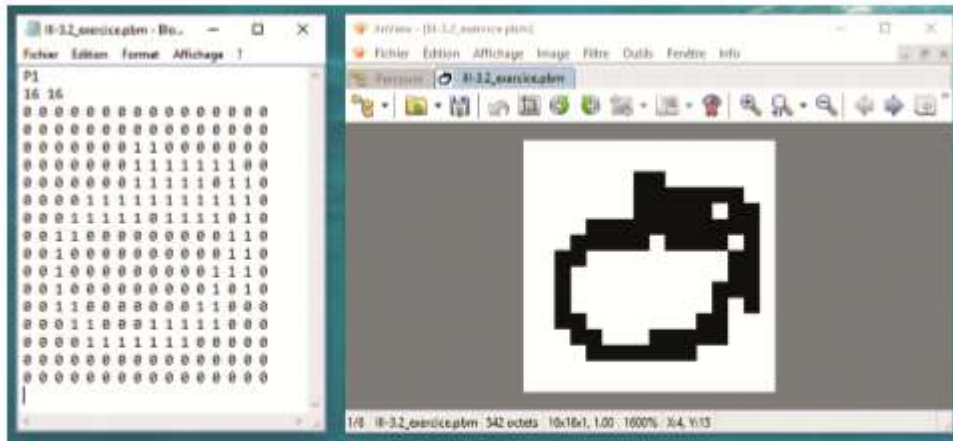 III-3.2_exercice.pbm - Blo...
Fichier Edition Format Affichage ?
P1
16 16
0 0 0 0 0 0 0 0 0 0 0 0 0 0 0 0
0 0 0 0 0 0 0 0 0 0 0 0 0 0 0 0
0 0 0 0 0 0 0 1 1 0 0 0 0 0 0 0
0 0 0 0 0 0 0 1 1 1 1 1 1 1 0 0
0 0 0 0 0 0 0 1 1 1 1 1 0 1 1 0
0 0 0 0 1 1 1 1 1 1 1 1 1 1 1 0
0 0 0 1 1 1 1 1 0 1 1 1 1 0 1 0
0 0 1 1 0 0 0 0 0 0 0 0 0 1 1 0
0 0 1 0 0 0 0 0 0 0 0 0 0 1 1 0
0 0 1 0 0 0 0 0 0 0 0 0 1 1 1 0
0 0 1 0 0 0 0 0 0 0 0 0 1 0 1 0
0 0 1 1 0 0 0 0 0 0 0 1 1 0 0 0
0 0 0 1 1 0 0 0 1 1 1 1 1 0 0 0
0 0 0 0 1 1 1 1 1 1 1 0 0 0 0 0
0 0 0 0 0 0 0 0 0 0 0 0 0 0 0 0
0 0 0 0 0 0 0 0 0 0 0 0 0 0 0 0
XnView - [III-3.2_exercice.pbm]
Fichier Édition Affichage Image Filtre Outils Fenêtre Info
III-3.2_exercice.pbm
1/8 III-3.2_exercice.pbm 542 octets 16x16x1, 1.00 1600% X:4, Y:15